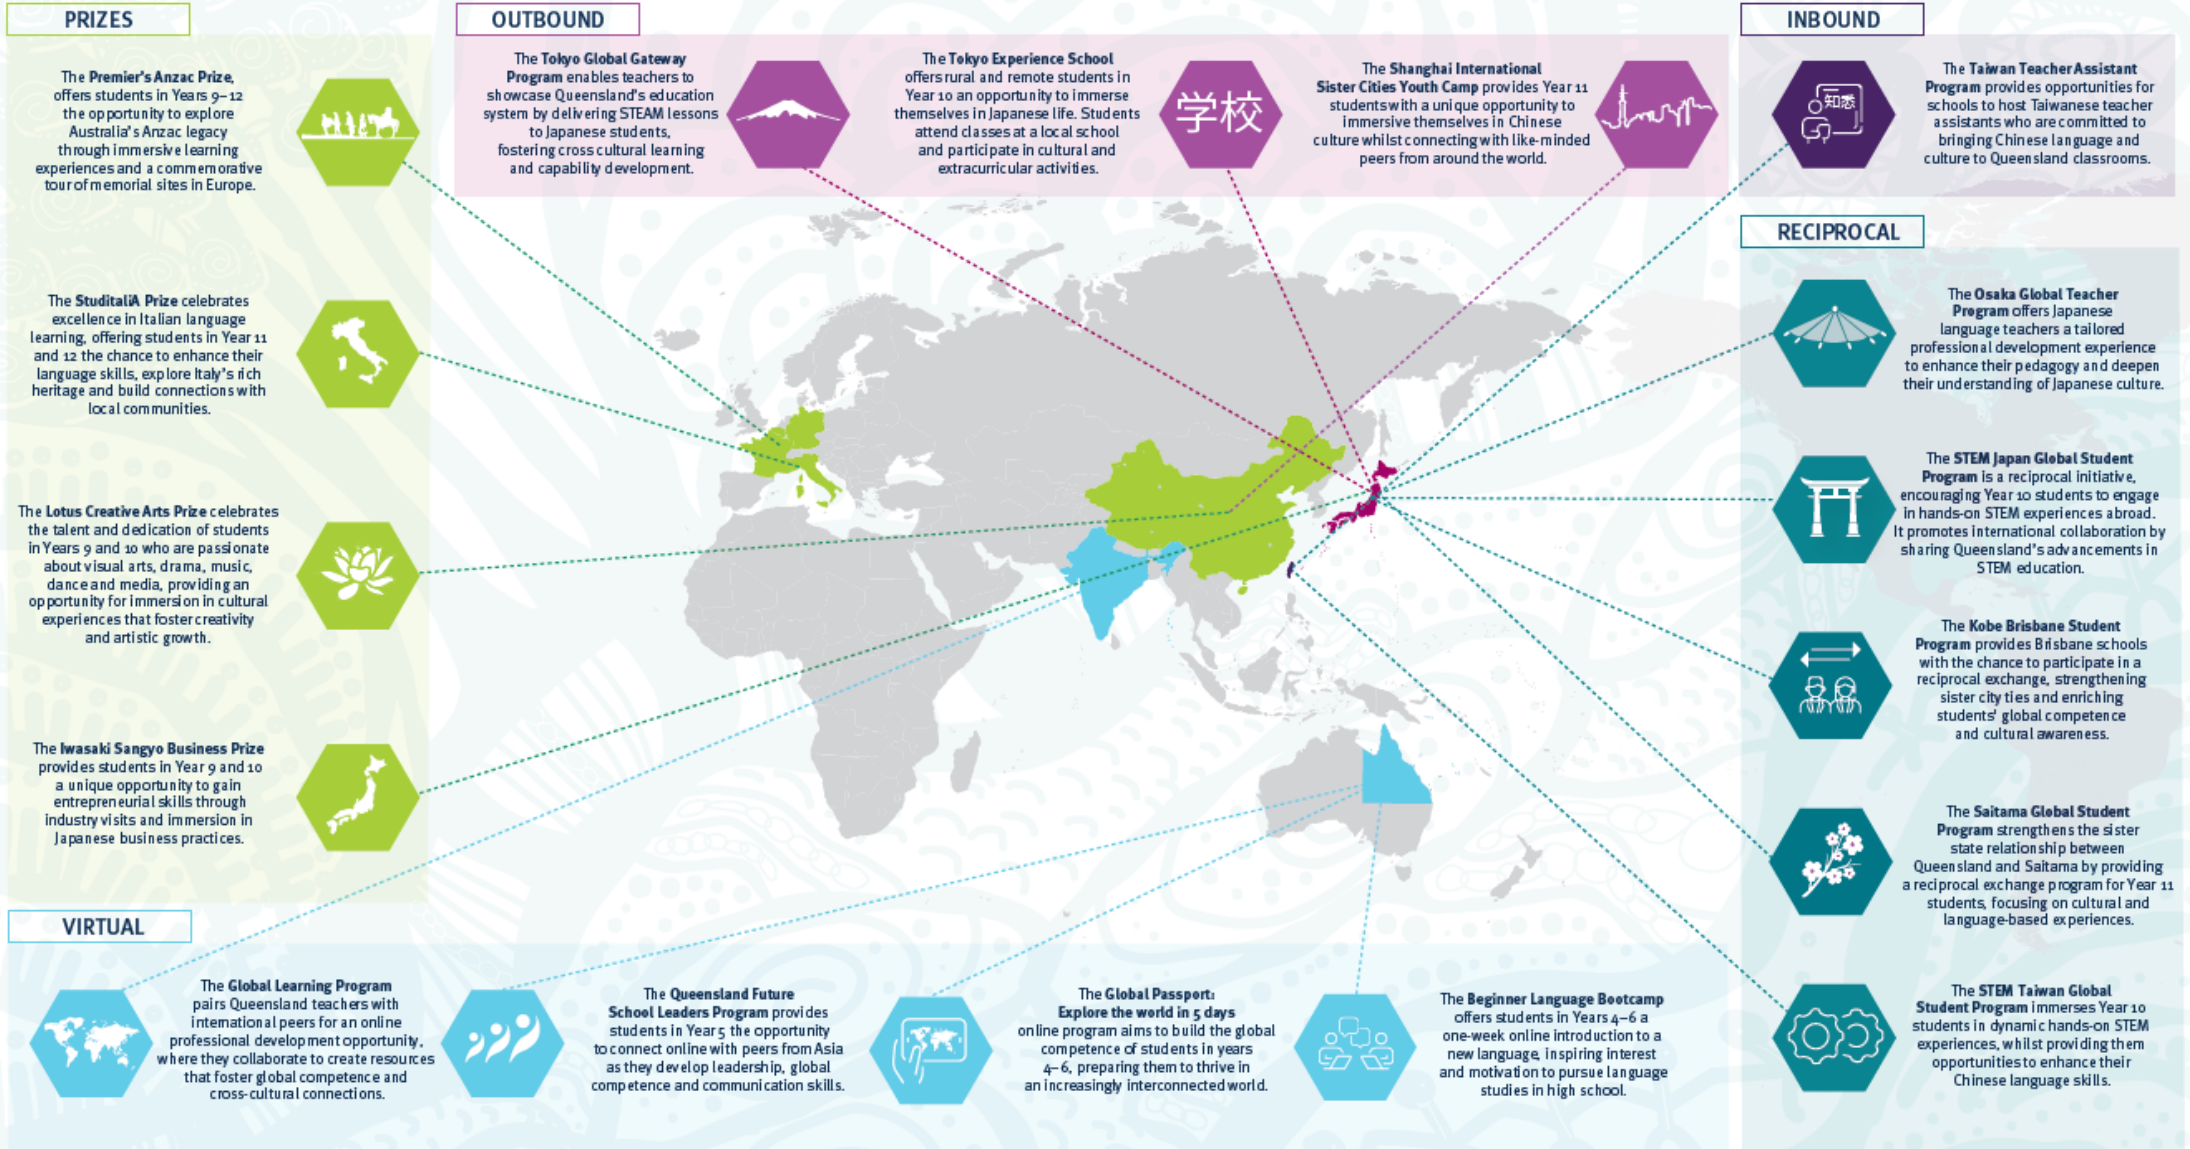 PRIZES
The Premier's Anzac Prize,
offers students in Years 9–12
the opportunity to explore
Australia's Anzac legacy
through immersive learning
experiences and a commemorative
tour of memorial sites in Europe.
The StuditaliA Prize celebrates
excellence in Italian language
learning, offering students in Year 11
and 12 the chance to enhance their
language skills, explore Italy's rich
heritage and build connections with
local communities.
The Lotus Creative Arts Prize celebrates
the talent and dedication of students
in Years 9 and 10 who are passionate
about visual arts, drama, music,
dance and media, providing an
opportunity for immersion in cultural
experiences that foster creativity
and artistic growth.
The Iwasaki Sangyo Business Prize
provides students in Year 9 and 10
a unique opportunity to gain
entrepreneurial skills through
industry visits and immersion in
Japanese business practices.
OUTBOUND
The Tokyo Global Gateway
Program enables teachers to
showcase Queensland's education
system by delivering STEAM lessons
to Japanese students,
fostering cross cultural learning
and capability development.
The Tokyo Experience School
offers rural and remote students in
Year 10 an opportunity to immerse
themselves in Japanese life. Students
attend classes at a local school
and participate in cultural and
extracurricular activities.
学校
The Shanghai International
Sister Cities Youth Camp provides Year 11
students with a unique opportunity to
immersive themselves in Chinese
culture whilst connecting with like-minded
peers from around the world.
INBOUND
知悉
The Taiwan Teacher Assistant
Program provides opportunities for
schools to host Taiwanese teacher
assistants who are committed to
bringing Chinese language and
culture to Queensland classrooms.
RECIPROCAL
The Osaka Global Teacher
Program offers Japanese
language teachers a tailored
professional development experience
to enhance their pedagogy and deepen
their understanding of Japanese culture.
The STEM Japan Global Student
Program is a reciprocal initiative,
encouraging Year 10 students to engage
in hands-on STEM experiences abroad.
It promotes international collaboration by
sharing Queensland's advancements in
STEM education.
The Kobe Brisbane Student
Program provides Brisbane schools
with the chance to participate in a
reciprocal exchange, strengthening
sister city ties and enriching
students' global competence
and cultural awareness.
The Saitama Global Student
Program strengthens the sister
state relationship between
Queensland and Saitama by providing
a reciprocal exchange program for Year 11
students, focusing on cultural and
language-based experiences.
The STEM Taiwan Global
Student Program immerses Year 10
students in dynamic hands-on STEM
experiences, whilst providing them
opportunities to enhance their
Chinese language skills.
VIRTUAL
The Global Learning Program
pairs Queensland teachers with
international peers for an online
professional development opportunity,
where they collaborate to create resources
that foster global competence and
cross-cultural connections.
The Queensland Future
School Leaders Program provides
students in Year 5 the opportunity
to connect online with peers from Asia
as they develop leadership, global
competence and communication skills.
The Global Passport:
Explore the world in 5 days
online program aims to build the global
competence of students in years
4–6, preparing them to thrive in
an increasingly interconnected world.
The Beginner Language Bootcamp
offers students in Years 4–6 a
one-week online introduction to a
new language, inspiring interest
and motivation to pursue language
studies in high school.